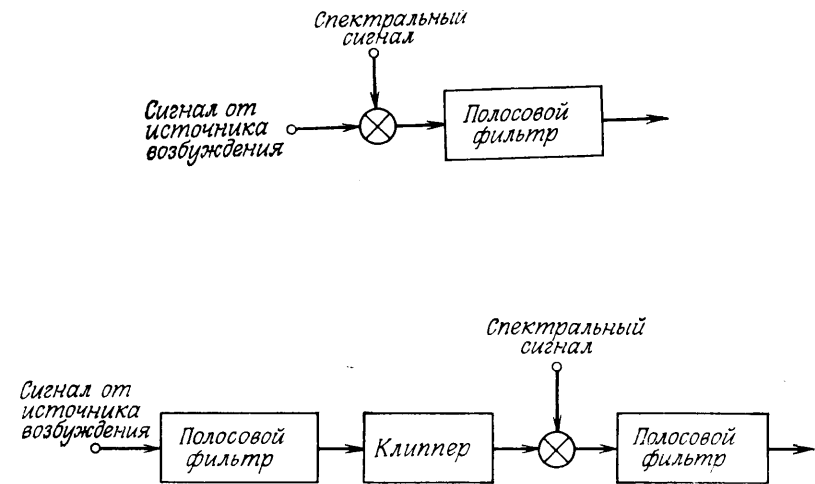 Спектральный
сигнал
Сигнал от
источника
возбуждения
Полосовой
фильтр
Спектральный
сигнал
Сигнал от
источника
возбуждения
Полосовой
фильтр
Клиппер
Полосовой
фильтр